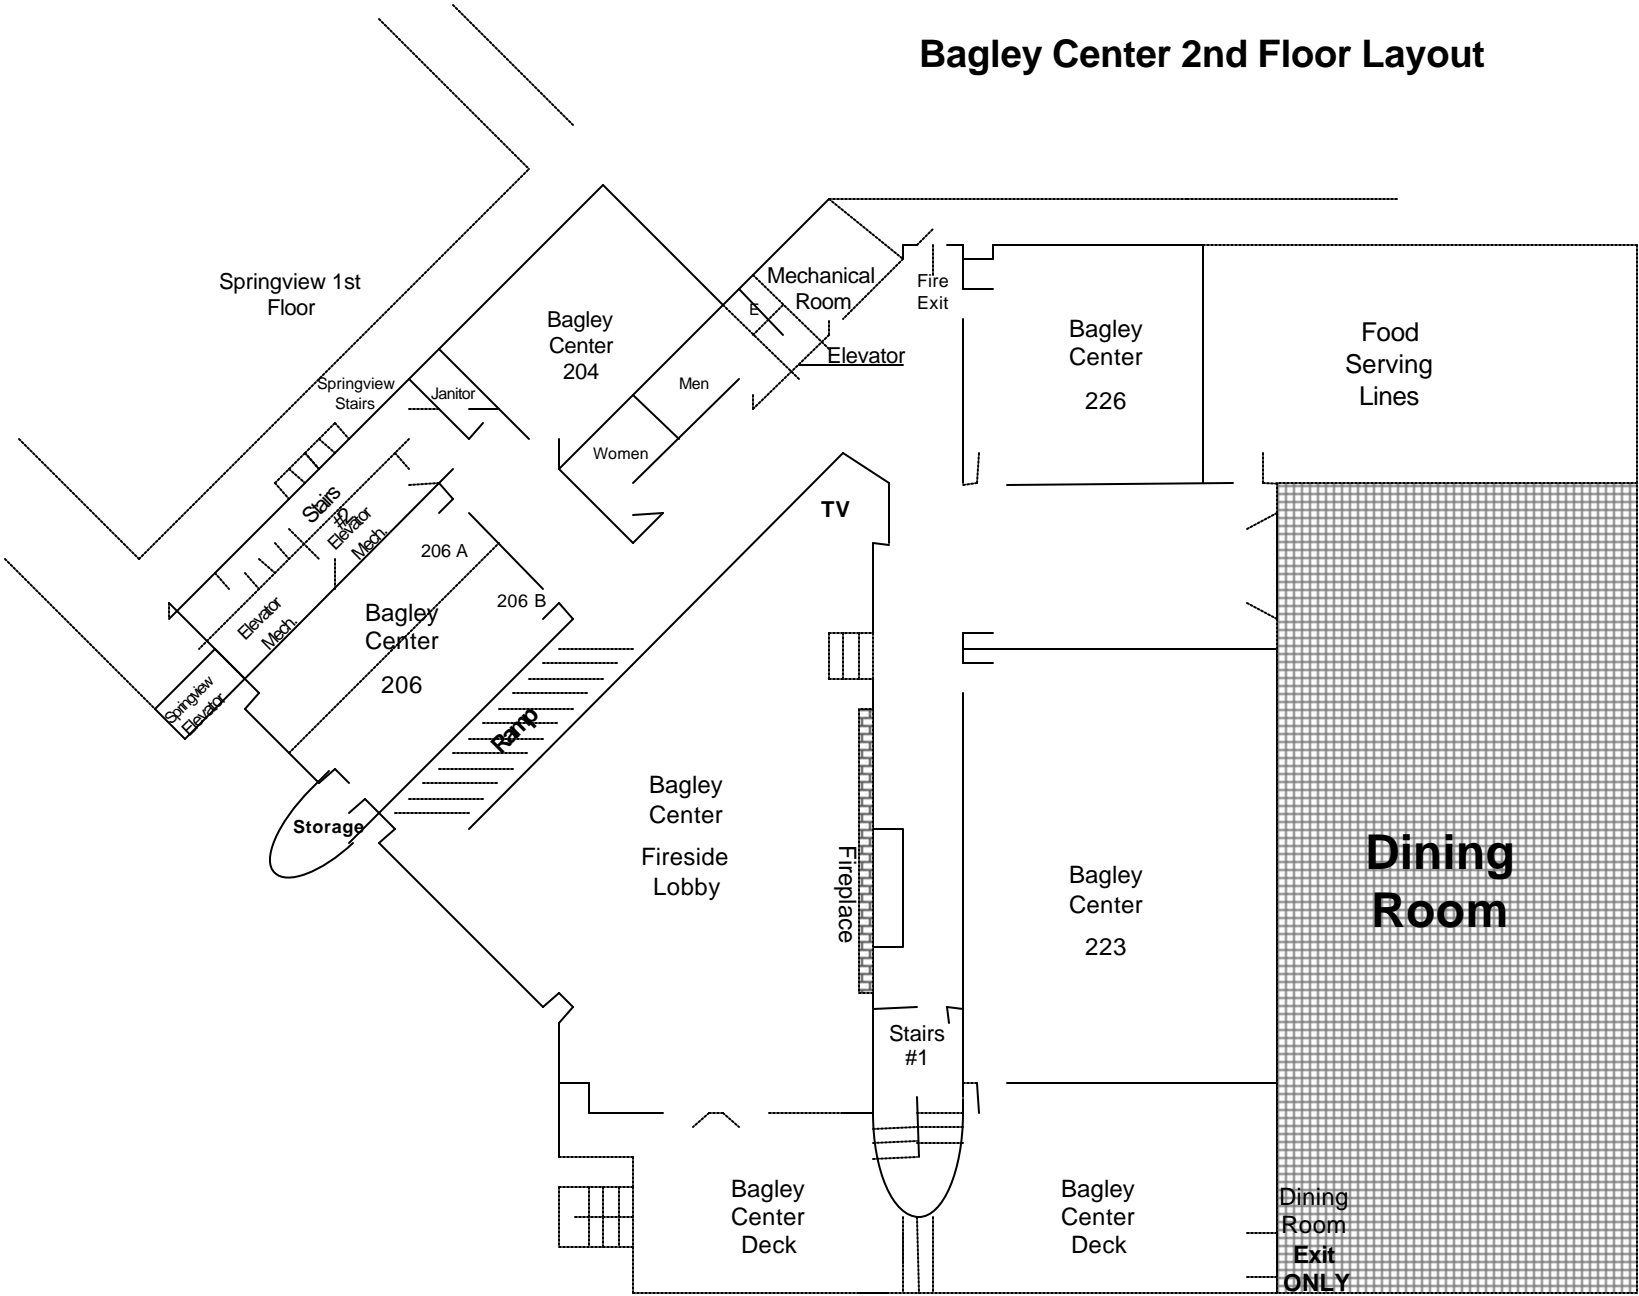 Bagley Center 2nd Floor Layout
Springview 1st
Floor
Mechanical
Room
Fire
Exit
E
Bagley
Center
204
Bagley
Center
226
Food
Serving
Lines
Elevator
Springview
Stairs
Janitor
Men
Women
TV
Stairs
#2
Elevator
Mech.
206 A
206 B
Elevator
Mech.
Bagley
Center
206
Springview
Elevator
Ramp
Storage
Bagley
Center
Fireside
Lobby
Fireplace
Bagley
Center
223
Dining
Room
Stairs
#1
Bagley
Center
Deck
Bagley
Center
Deck
Dining
Room
Exit
ONLY